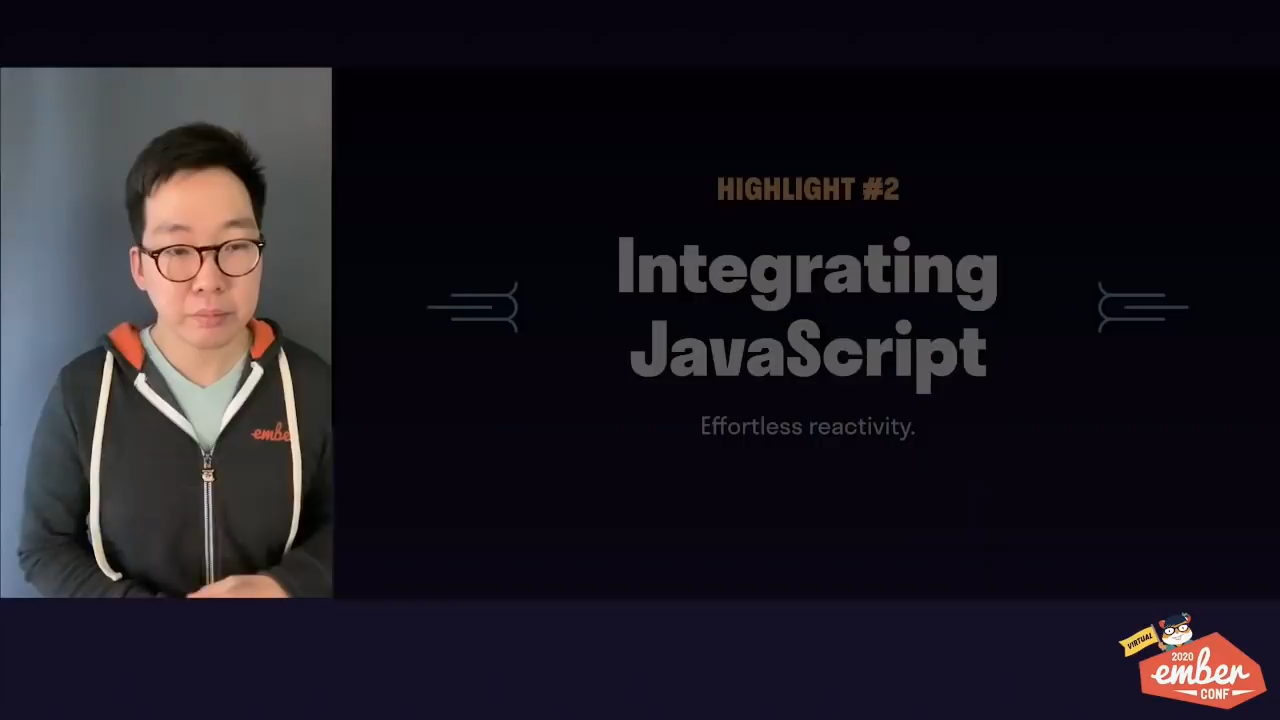 HIGHLIGHT #2
Integrating
JavaScript
Effortless reactivity.
ember
VIRTUAL
2020
ember
CONF